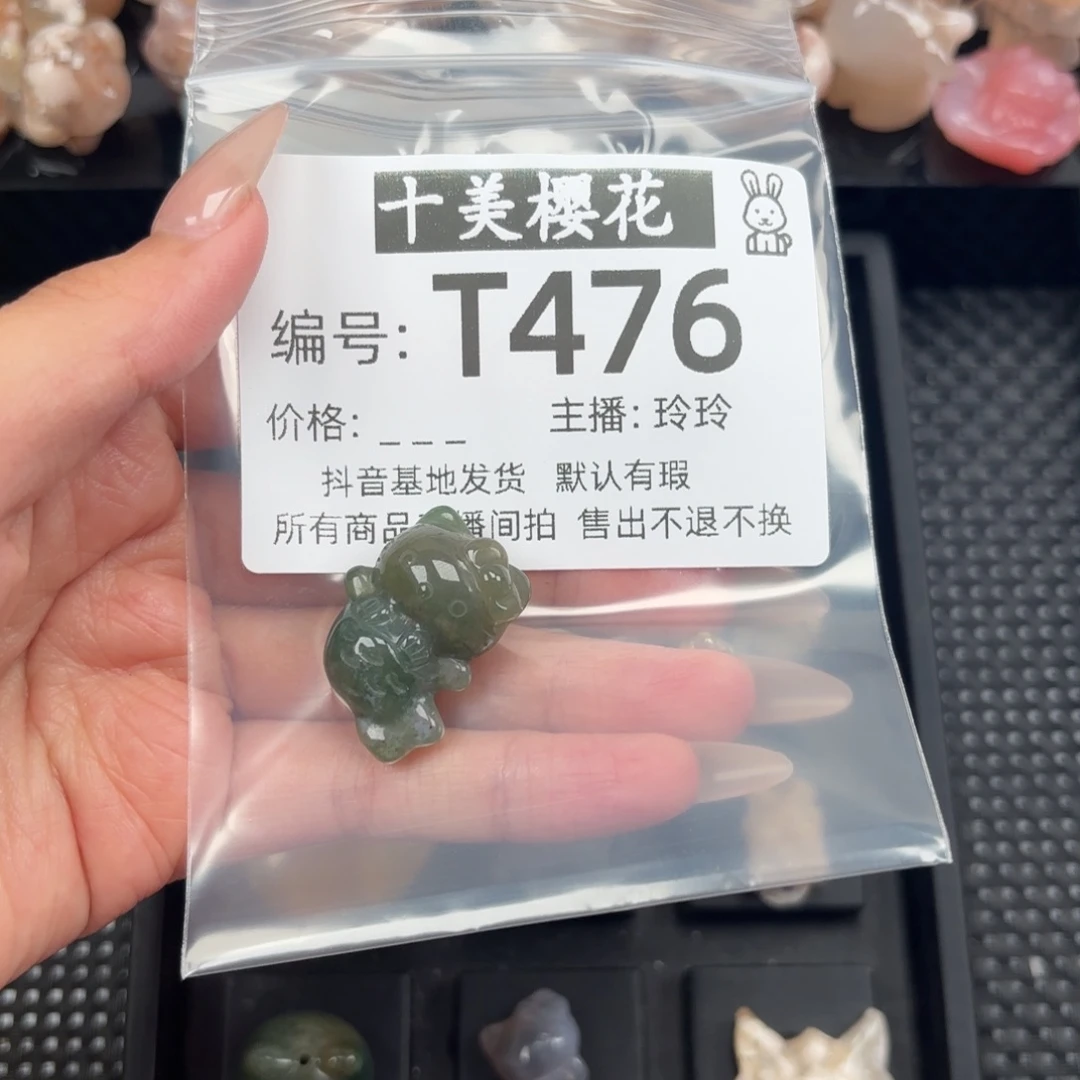 十美樱花
编号: T476
价格: _ _ _ 主播: 玲玲
抖音基地发货 默认有瑕
所有商品 播间拍 售出不退不换